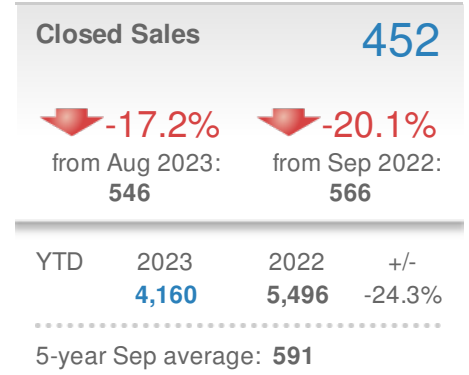 Closed Sales 452
-17.2% -20.1%
from Aug 2023: from Sep 2022:
546 566
YTD 2023 2022 +/-
4,160 5,496 -24.3%
5-year Sep average: 591